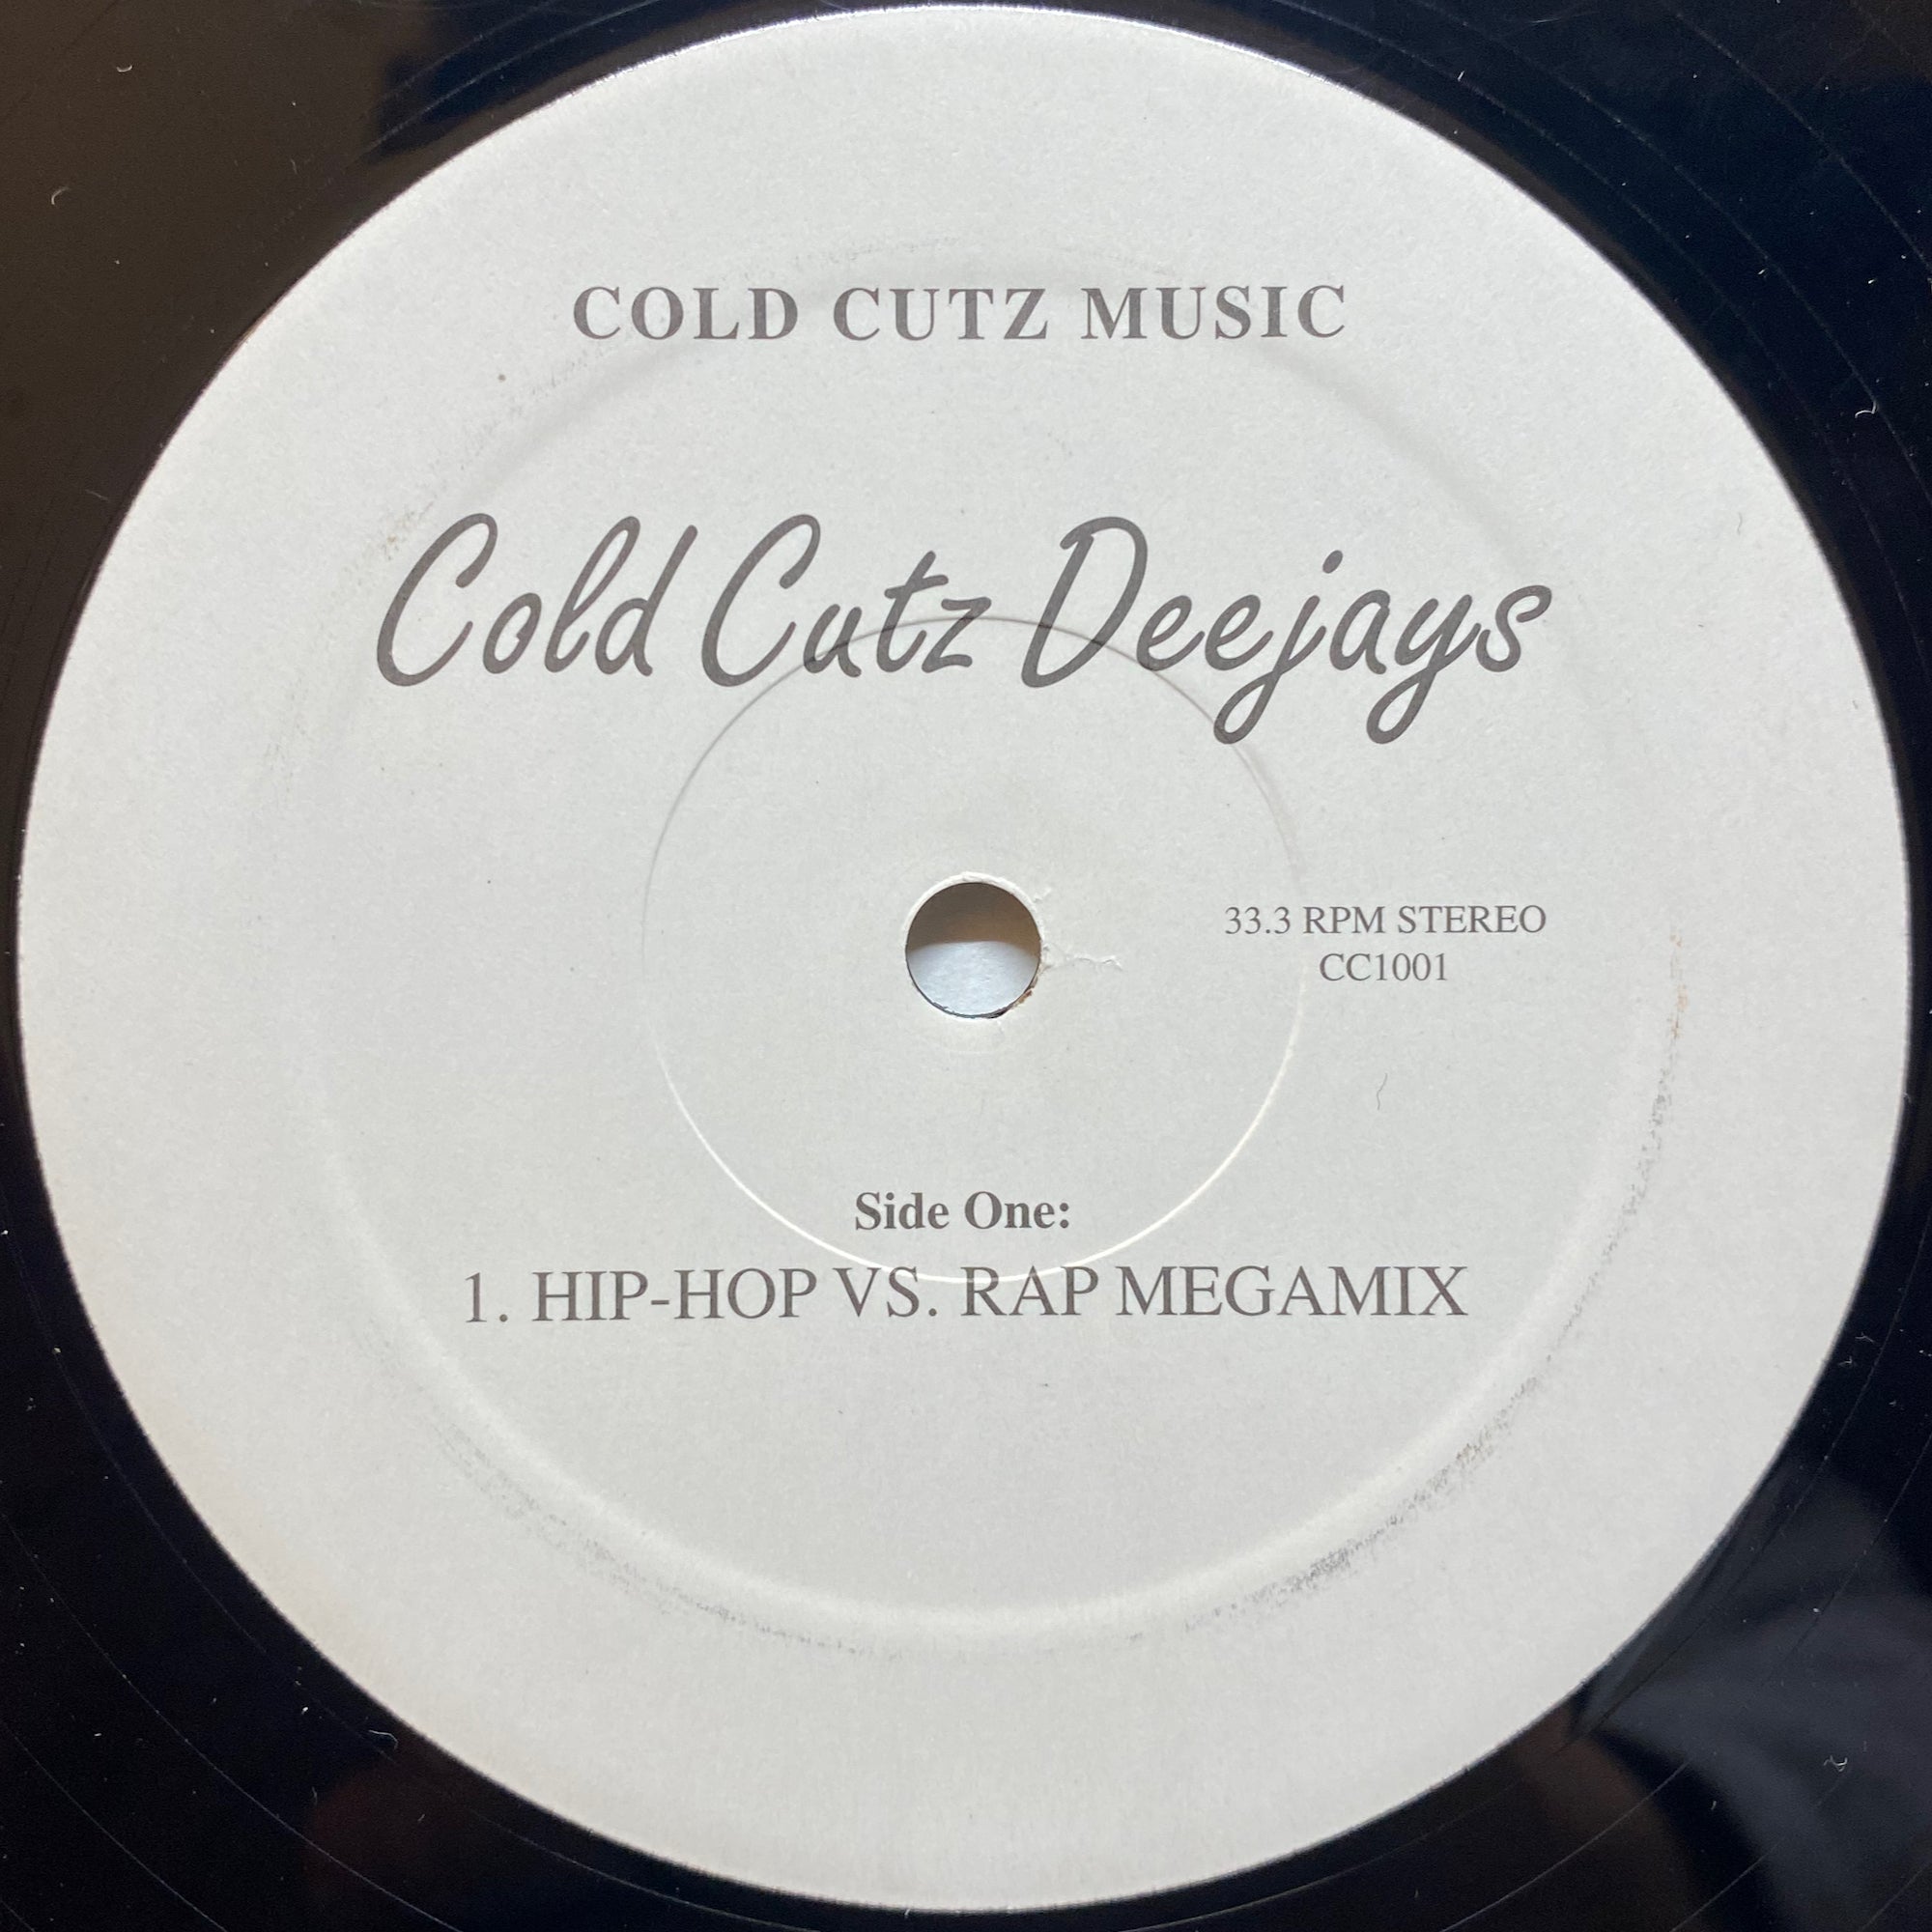 COLD CUTZ MUSIC
Cold Cutz Deejays
33.3 RPM STEREO
CC1001
Side One:
1. HIP-HOP VS. RAP MEGAMIX